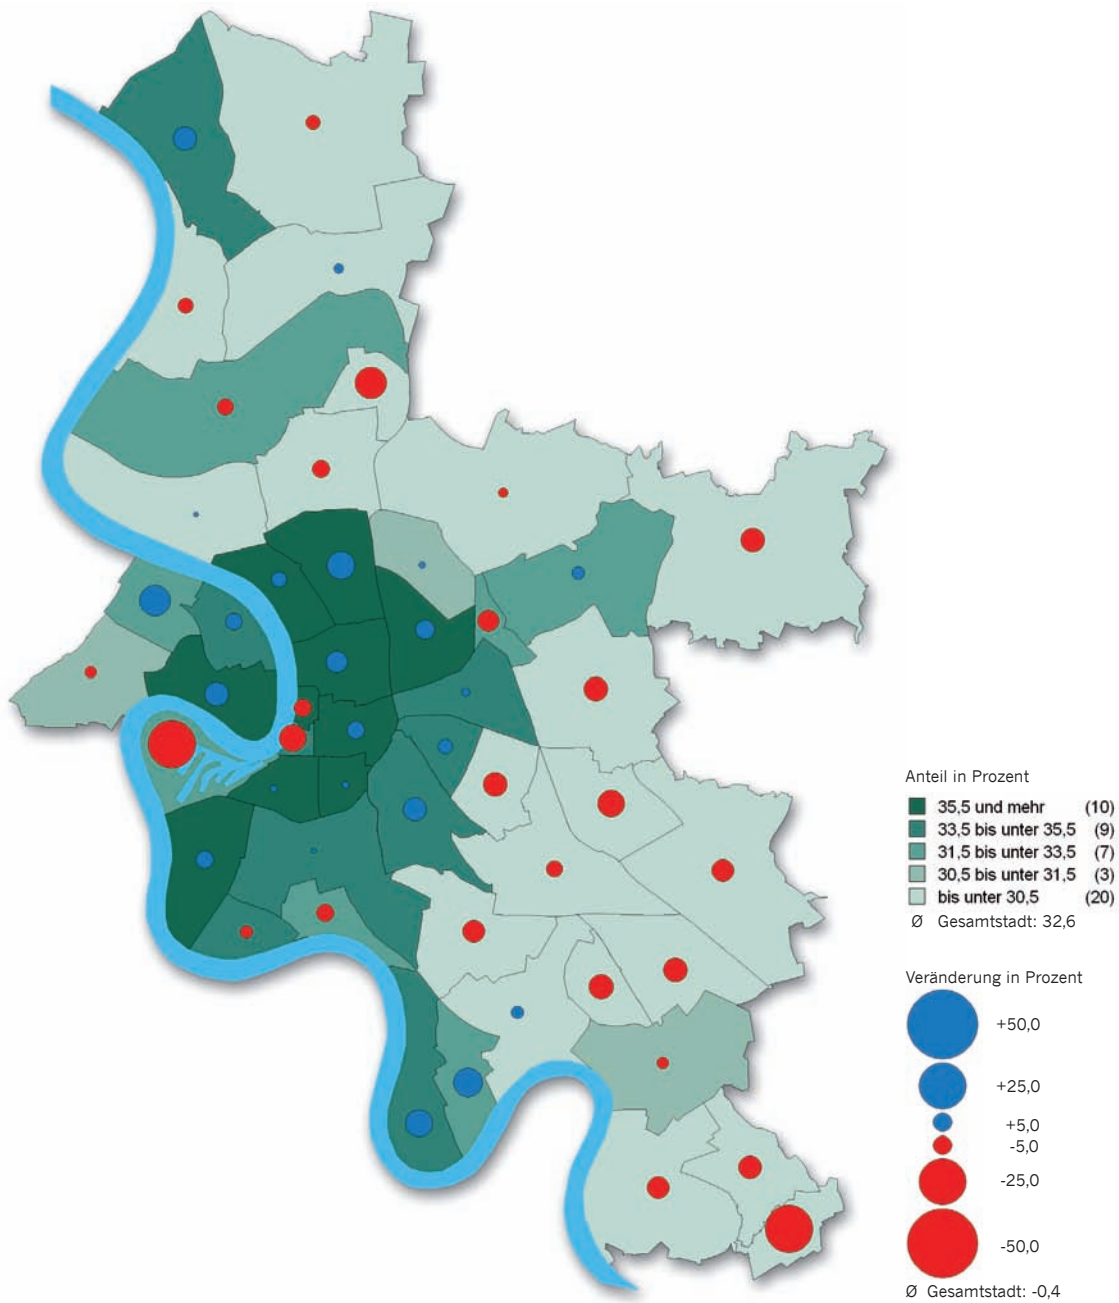 Anteil in Prozent
35,5 und mehr (10)
33,5 bis unter 35,5 (9)
31,5 bis unter 33,5 (7)
30,5 bis unter 31,5 (3)
bis unter 30,5 (20)
Ø Gesamtstadt: 32,6
Veränderung in Prozent
+50,0
+25,0
+5,0
-5,0
-25,0
-50,0
Ø Gesamtstadt: -0,4